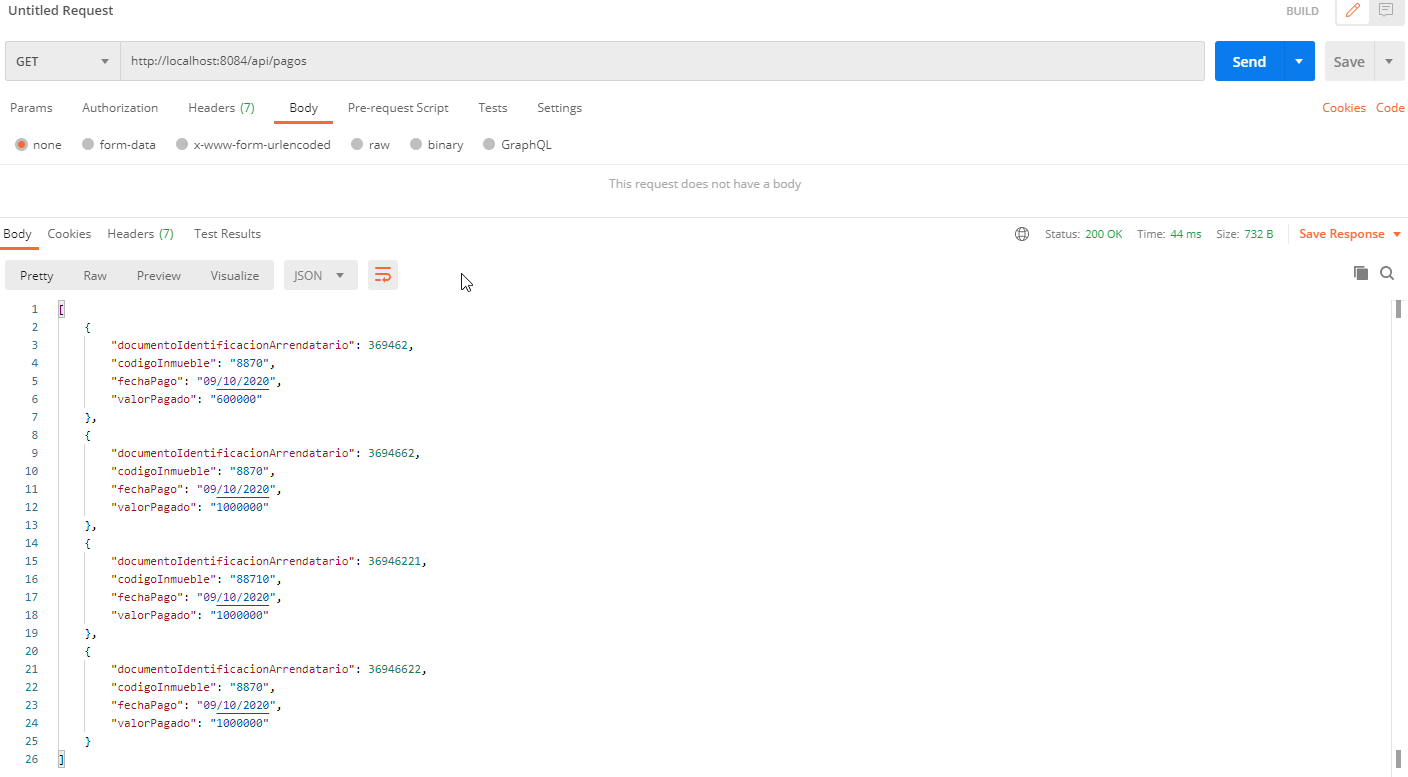 Untitled Request
BUILD
GET
http://localhost:8084/api/pagos
Send
Save
Params Authorization Headers (7) Body Pre-request Script Tests Settings Cookies Code
none form-data x-www-form-urlencoded raw binary GraphQL
This request does not have a body
Body Cookies Headers (7) Test Results Status: 200 OK Time: 44 ms Size: 732 B Save Response
Pretty Raw Preview Visualize JSON
1 [
2 {
3 "documentoIdentificacionArrendatario": 369462,
4 "codigoInmueble": "8870",
5 "fechaPago": "09/10/2020",
6 "valorPagado": "600000"
7 },
8 {
9 "documentoIdentificacionArrendatario": 3694662,
10 "codigoInmueble": "8870",
11 "fechaPago": "09/10/2020",
12 "valorPagado": "1000000"
13 },
14 {
15 "documentoIdentificacionArrendatario": 36946221,
16 "codigoInmueble": "88710",
17 "fechaPago": "09/10/2020",
18 "valorPagado": "1000000"
19 },
20 {
21 "documentoIdentificacionArrendatario": 36946622,
22 "codigoInmueble": "8870",
23 "fechaPago": "09/10/2020",
24 "valorPagado": "1000000"
25 }
26 ]